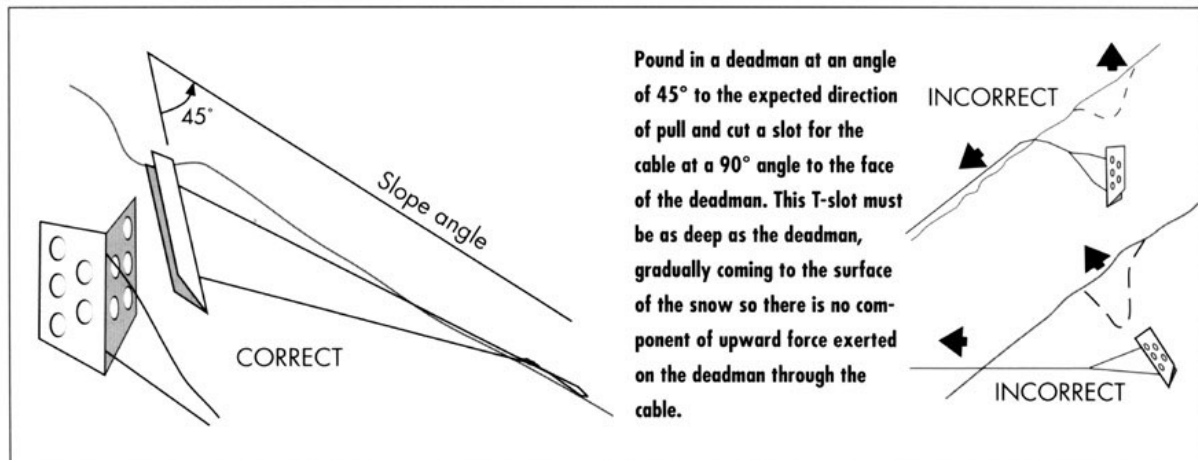 45°
Slope angle
CORRECT
Pound in a deadman at an angle
of 45° to the expected direction
of pull and cut a slot for the
cable at a 90° angle to the face
of the deadman. This T-slot must
be as deep as the deadman,
gradually coming to the surface
of the snow so there is no com-
ponent of upward force exerted
on the deadman through the
cable.
INCORRECT
INCORRECT